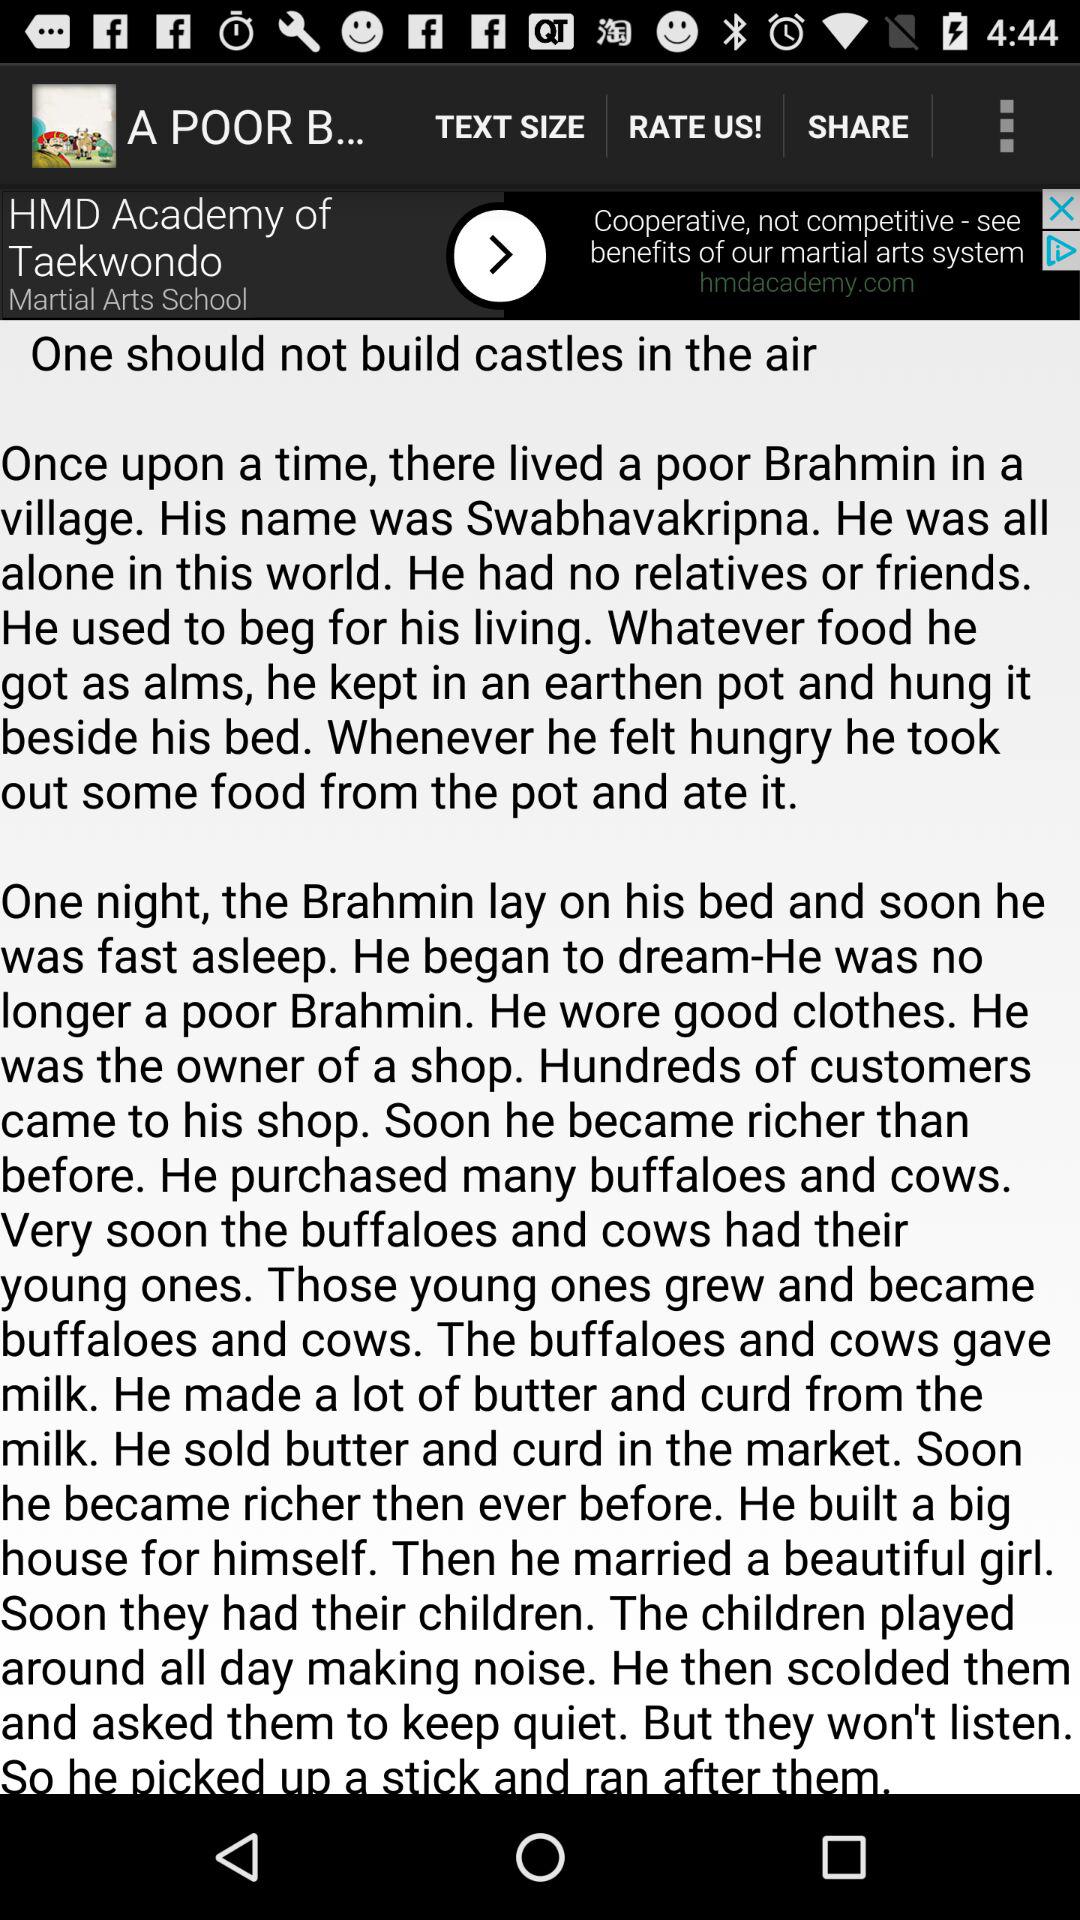 4:44
A POOR B... TEXT SIZE RATE US! SHARE
HMD Academy of
Taekwondo
Martial Arts School
Cooperative, not competitive - see
benefits of our martial arts system
hmdacademy.com
One should not build castles in the air
Once upon a time, there lived a poor Brahmin in a
village. His name was Swabhavakripna. He was all
alone in this world. He had no relatives or friends.
He used to beg for his living. Whatever food he
got as alms, he kept in an earthen pot and hung it
beside his bed. Whenever he felt hungry he took
out some food from the pot and ate it.
One night, the Brahmin lay on his bed and soon he
was fast asleep. He began to dream-He was no
longer a poor Brahmin. He wore good clothes. He
was the owner of a shop. Hundreds of customers
came to his shop. Soon he became richer than
before. He purchased many buffaloes and cows.
Very soon the buffaloes and cows had their
young ones. Those young ones grew and became
buffaloes and cows. The buffaloes and cows gave
milk. He made a lot of butter and curd from the
milk. He sold butter and curd in the market. Soon
he became richer then ever before. He built a big
house for himself. Then he married a beautiful girl.
Soon they had their children. The children played
around all day making noise. He then scolded them
and asked them to keep quiet. But they won't listen.
So he picked up a stick and ran after them.